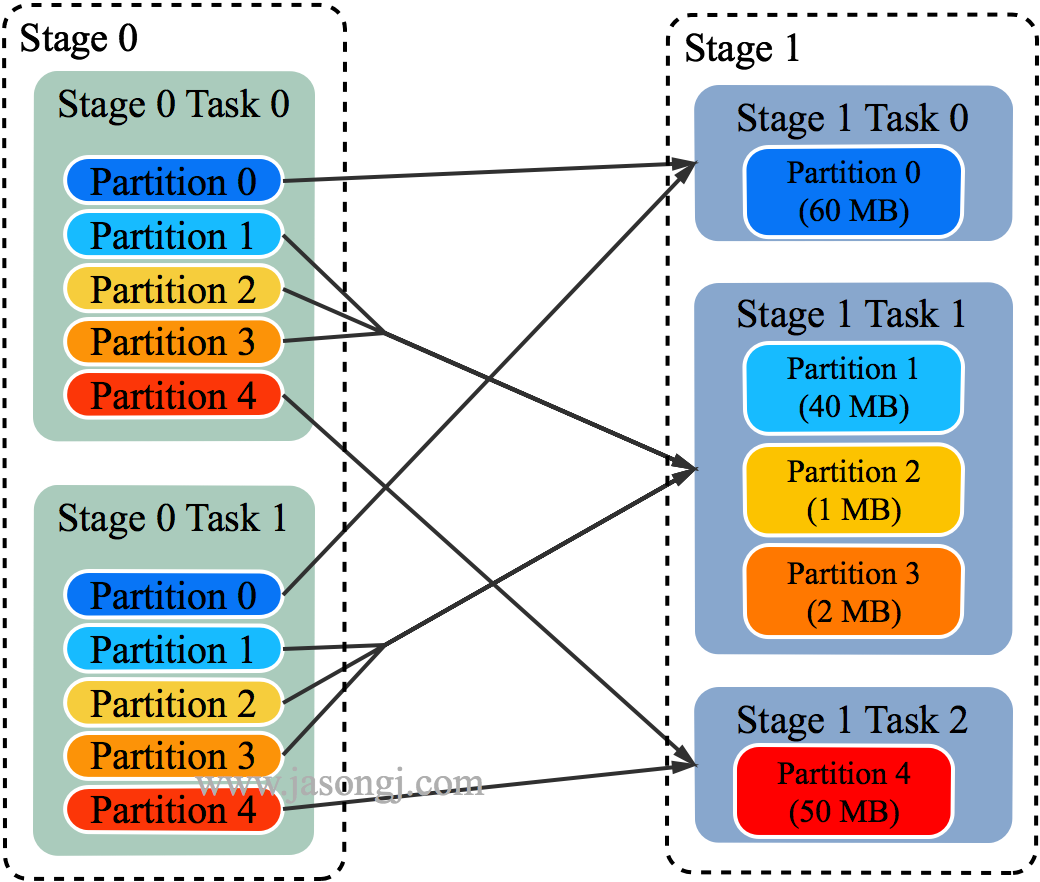 Stage 0
Stage 0 Task 0
Partition 0
Partition 1
Partition 2
Partition 3
Partition 4
Stage 0 Task 1
Partition 0
Partition 1
Partition 2
Partition 3
www.jasongj.com
Partition 4
Stage 1
Stage 1 Task 0
Partition 0
(60 MB)
Stage 1 Task 1
Partition 1
(40 MB)
Partition 2
(1 MB)
Partition 3
(2 MB)
Stage 1 Task 2
Partition 4
(50 MB)